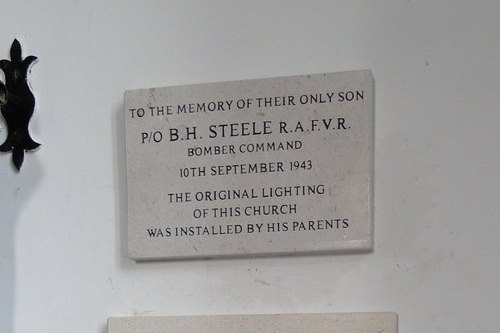 TO THE MEMORY OF THEIR ONLY SON
P/O B.H. STEELE R.A.F.V.R.
BOMBER COMMAND
10TH SEPTEMBER 1943
THE ORIGINAL LIGHTING
OF THIS CHURCH
WAS INSTALLED BY HIS PARENTS